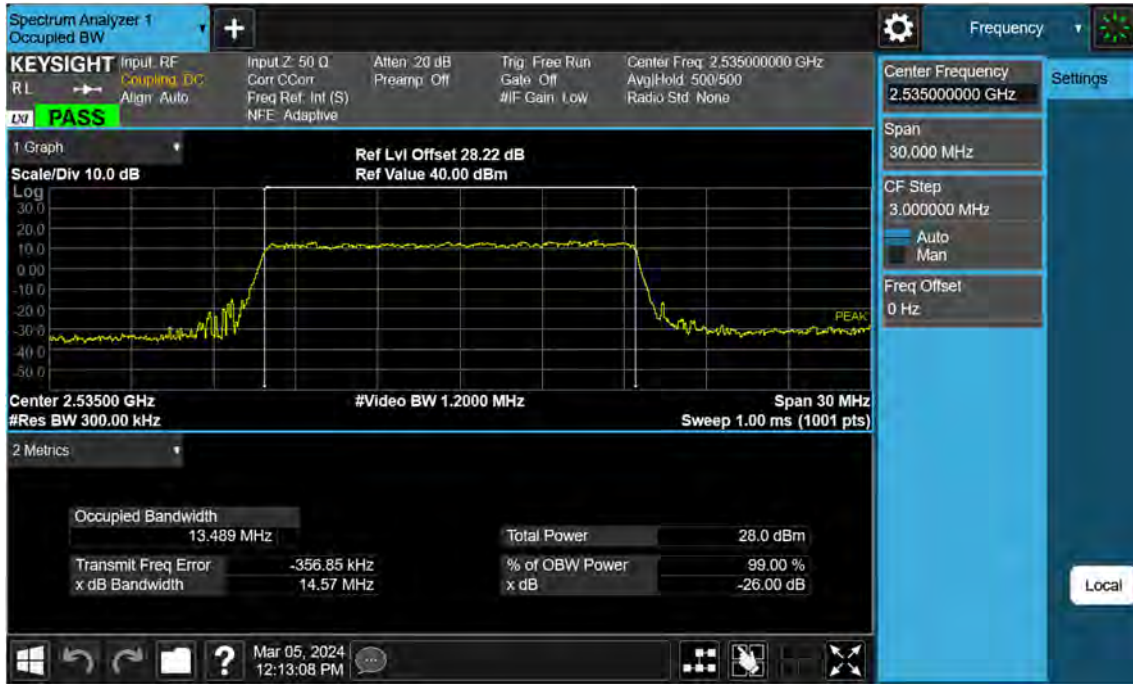 Spectrum Analyzer 1
Occupied BW
+
Frequency
KEYSIGHT
RL
LXI
PASS
Input: RF
Coupling: DC
Align: Auto
Input Z: 50 Ω
Corr CCorr
Freq Ref: Int (S)
NFE: Adaptive
Atten: 20 dB
Preamp: Off
Trig: Free Run
Gate: Off
#IF Gain: Low
Center Freq: 2.535000000 GHz
Avg|Hold: 500/500
Radio Std: None
1 Graph
Scale/Div 10.0 dB
Ref Lvl Offset 28.22 dB
Ref Value 40.00 dBm
Log
30.0
20.0
10.0
0.00
-10.0
-20.0
-30.0
-40.0
-50.0
PEAK
Center 2.53500 GHz
#Video BW 1.2000 MHz
Span 30 MHz
#Res BW 300.00 kHz
Sweep 1.00 ms (1001 pts)
2 Metrics
Occupied Bandwidth
13.489 MHz
Total Power 28.0 dBm
Transmit Freq Error -356.85 kHz
% of OBW Power 99.00 %
x dB Bandwidth 14.57 MHz
x dB -26.00 dB
Center Frequency
2.535000000 GHz
Settings
Span
30.000 MHz
CF Step
3.000000 MHz
Auto
Man
Freq Offset
0 Hz
Local
?
Mar 05, 2024
12:13:08 PM